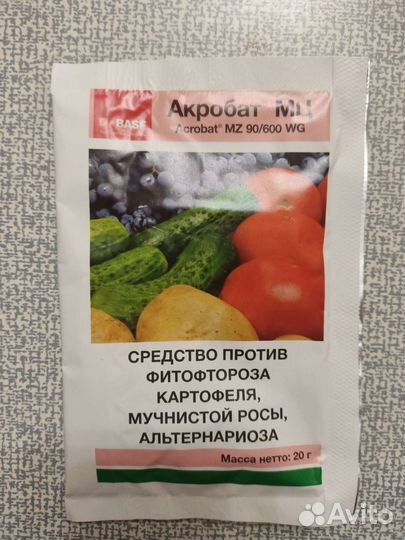 BASF
Акробат® МЦ
Acrobat® MZ 90/600 WG
СРЕДСТВО ПРОТИВ
ФИТОФТОРОЗА
КАРТОФЕЛЯ,
МУЧНИСТОЙ РОСЫ,
АЛЬТЕРНАРИОЗА
Масса нетто: 20 г
Avito